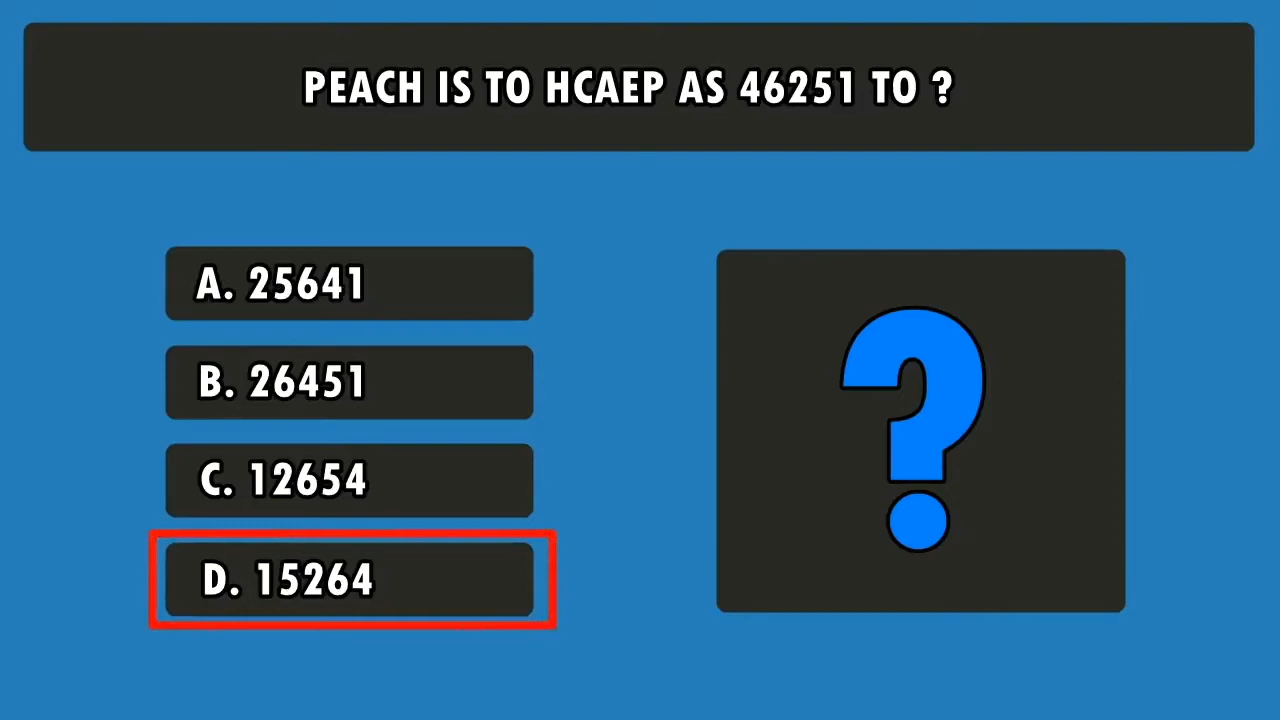 PEACH IS TO HCAEP AS 46251 TO ?
A. 25641
B. 26451
C. 12654
D. 15264
?